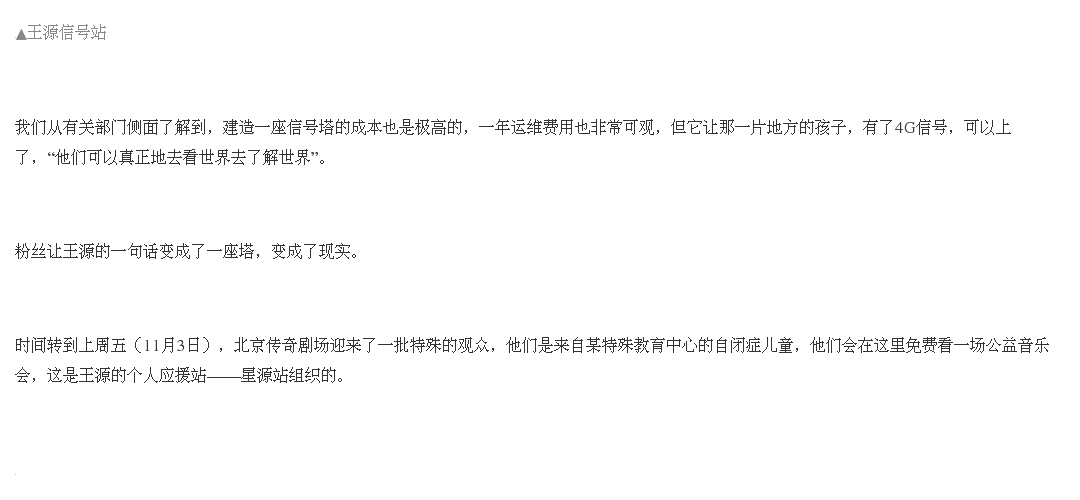 ▲王源信号站
我们从有关部门侧面了解到，建造一座信号塔的成本也是极高的，一年运维费用也非常可观，但它让那一片地方的孩子，有了4G信号，可以上
了，“他们可以真正地去看世界去了解世界”。
粉丝让王源的一句话变成了一座塔，变成了现实。
时间转到上周五（11月3日），北京传奇剧场迎来了一批特殊的观众，他们是来自某特殊教育中心的自闭症儿童，他们会在这里免费看一场公益音乐
会，这是王源的个人应援站——星源站组织的。